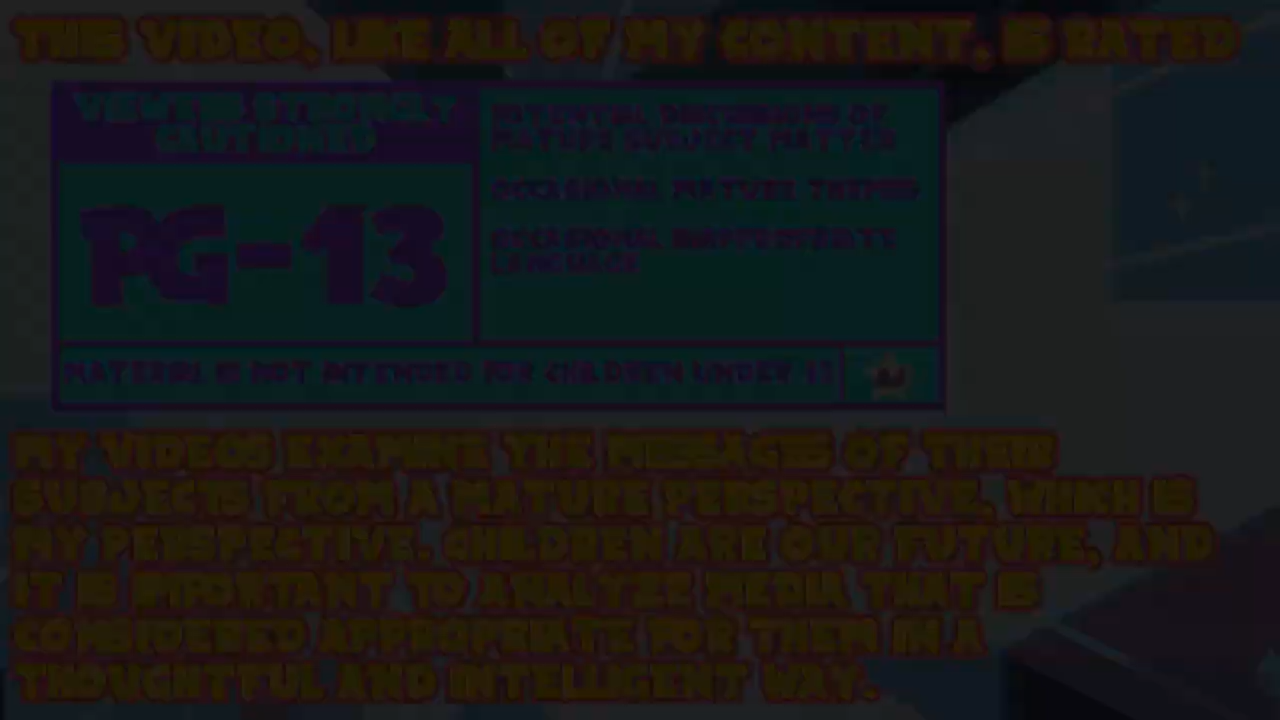 THIS VIDEO, LIKE ALL OF MY CONTENT, IS RATED
VIEWERS STRONGLY
CAUTIONED
PG-13
POTENTIAL DISCUSSIONS OF
MATURE SUBJECT MATTER
OCCASIONAL MATURE THEMES
OCCASIONAL INAPPROPRIATE
LANGUAGE
MATERIAL IS NOT INTENDED FOR CHILDREN UNDER 13
MY VIDEOS EXAMINE THE MESSAGES OF THEIR
SUBJECTS FROM A MATURE PERSPECTIVE, WHICH IS
MY PERSPECTIVE. CHILDREN ARE OUR FUTURE, AND
IT IS IMPORTANT TO ANALYZE MEDIA THAT IS
CONSIDERED APPROPRIATE FOR THEM IN A
THOUGHTFUL AND INTELLIGENT WAY.